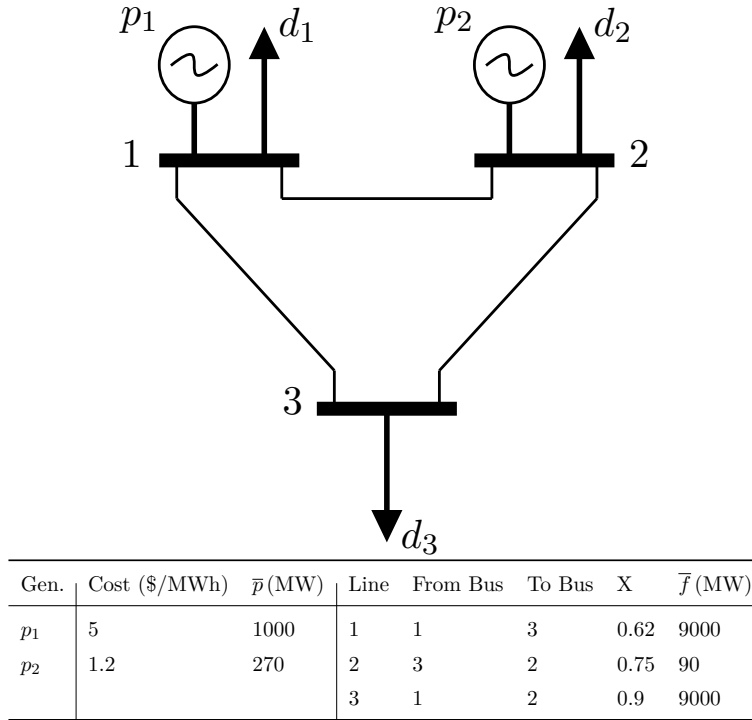 p₁ d₁ p₂ d₂
1 2
3
d₃
Gen. Cost ($/MWh) p̅ (MW) Line From Bus To Bus X f̅ (MW)
p₁ 5 1000 1 1 3 0.62 9000
p₂ 1.2 270 2 3 2 0.75 90
3 1 2 0.9 9000